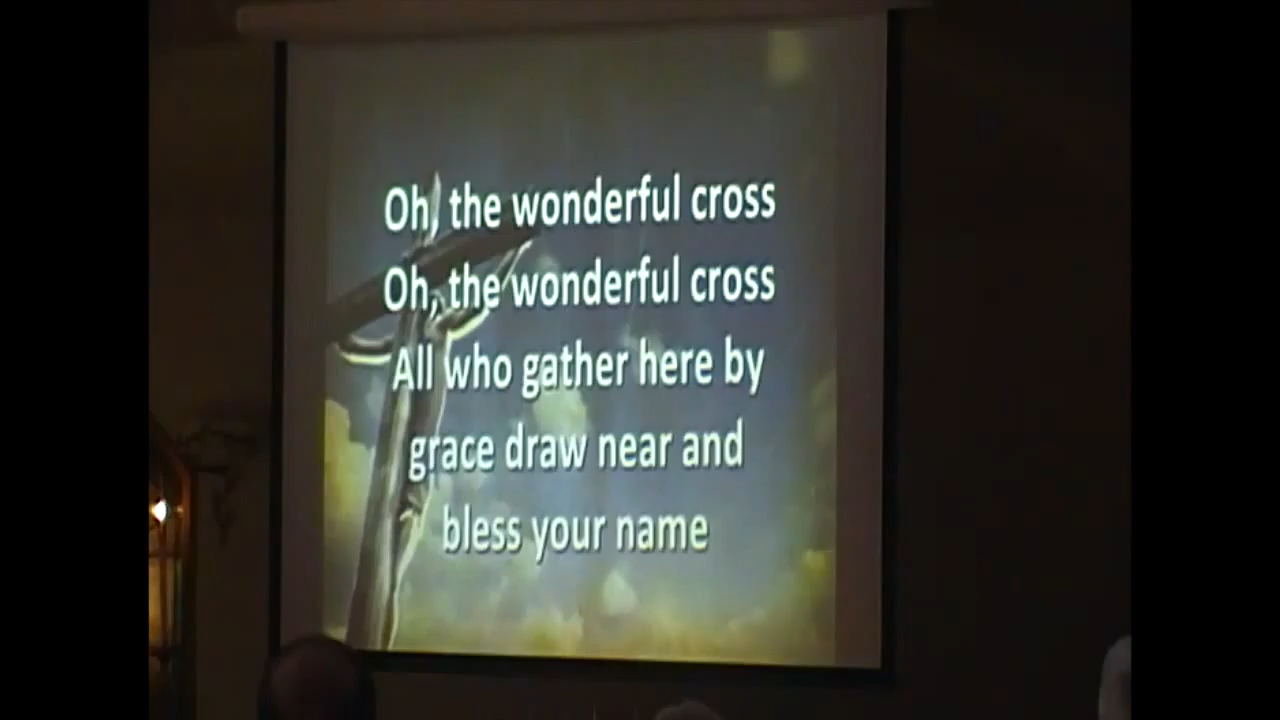 Oh, the wonderful cross
Oh, the wonderful cross
All who gather here by
grace draw near and
bless your name